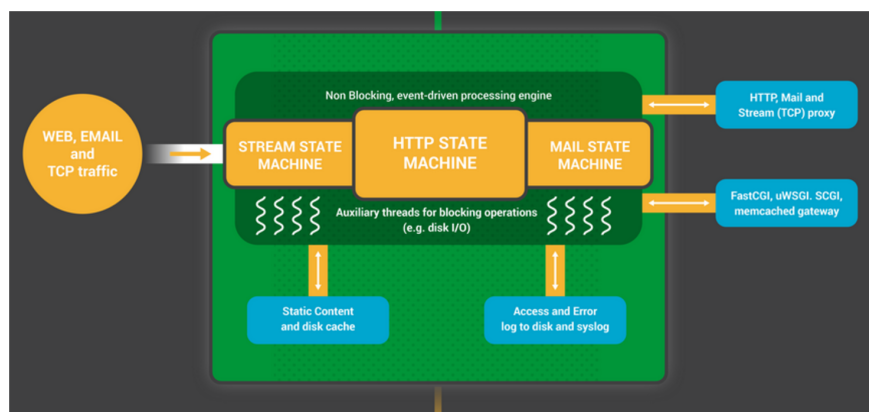 Non Blocking, event-driven processing engine
WEB, EMAIL
and
TCP traffic
STREAM STATE
MACHINE
HTTP STATE
MACHINE
MAIL STATE
MACHINE
HTTP, Mail and
Stream (TCP) proxy
FastCGI, uWSGI. SCGI,
memcached gateway
Auxiliary threads for blocking operations
(e.g. disk I/O)
Static Content
and disk cache
Access and Error
log to disk and syslog